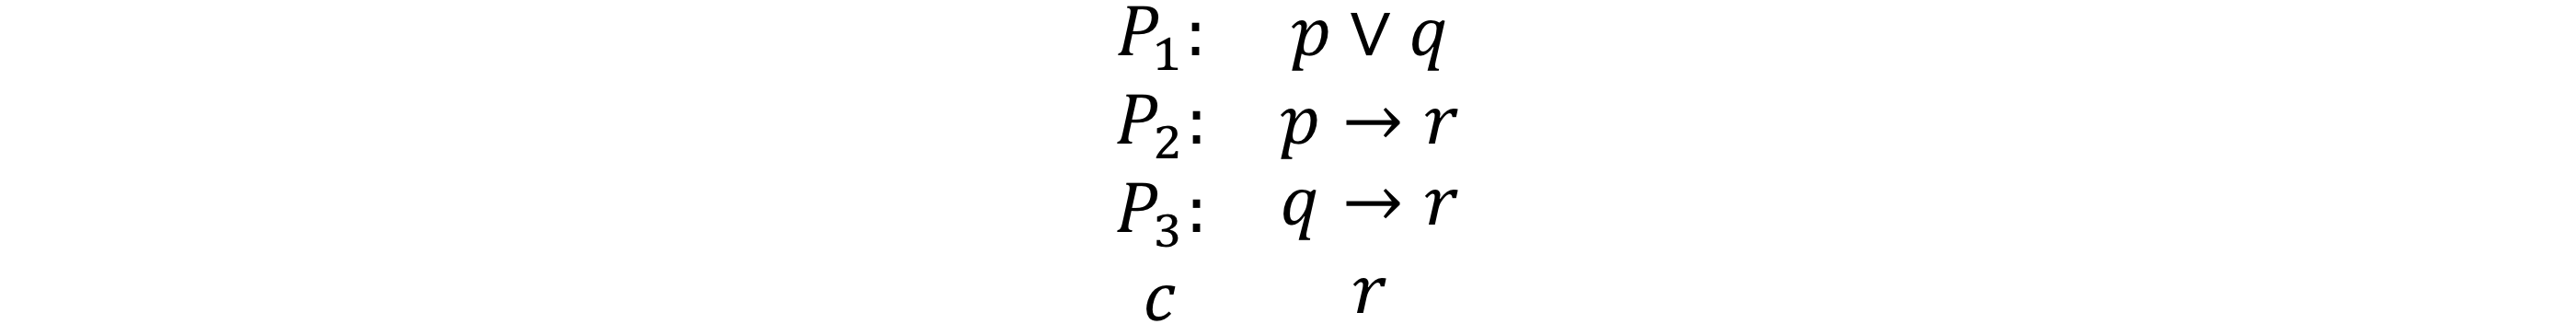 P₁: p ∨ q
P₂: p → r
P₃: q → r
c r